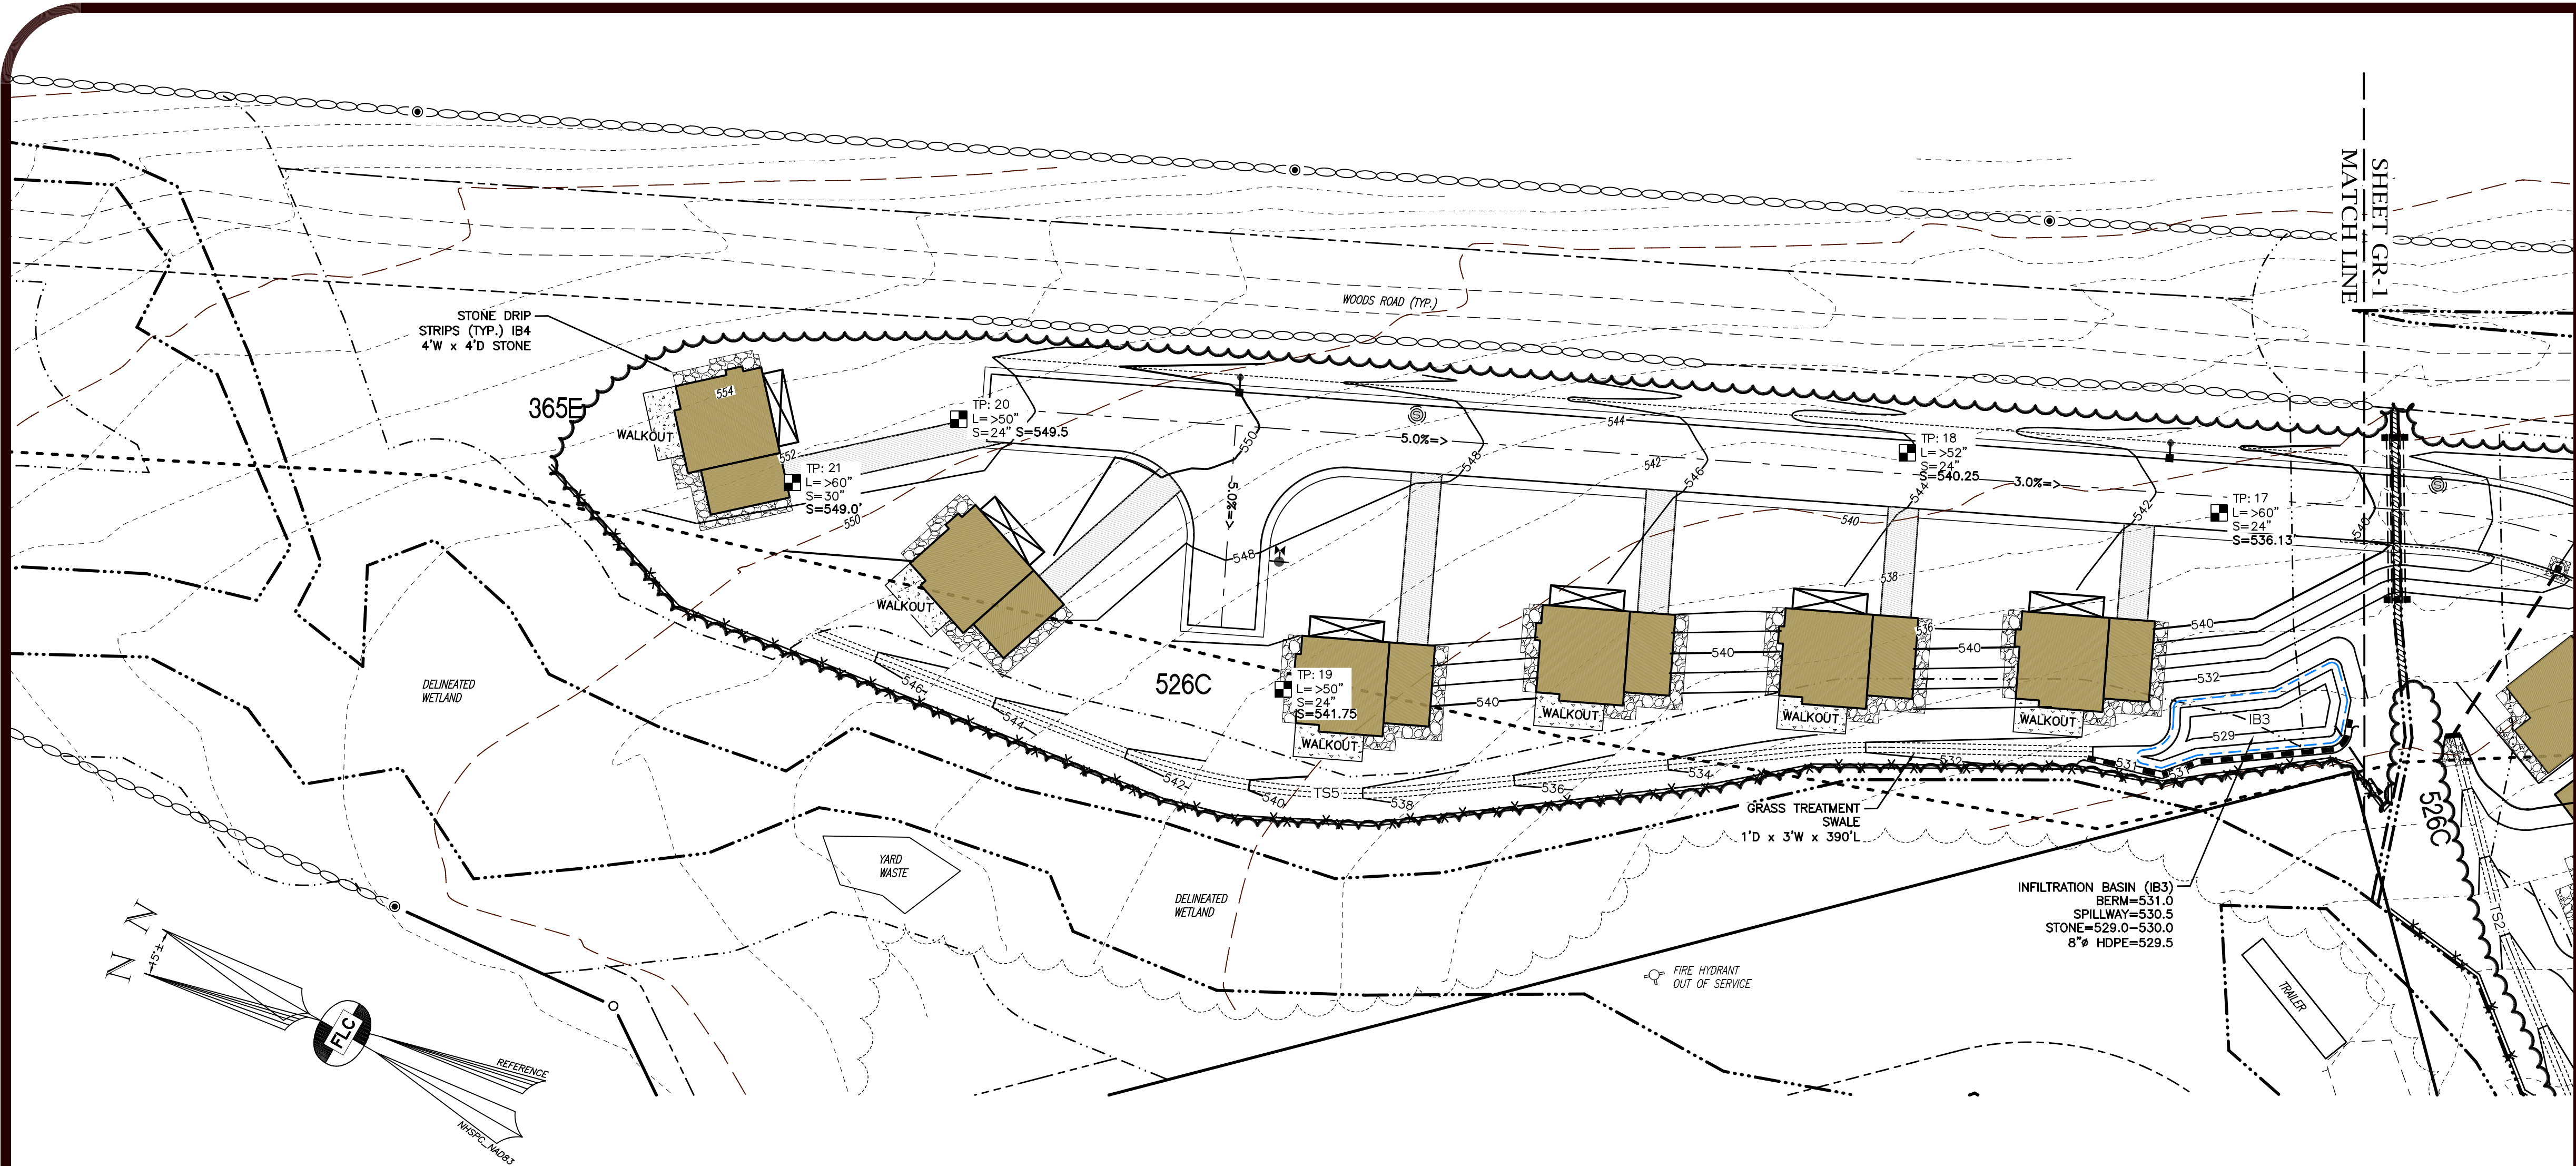 SHEET GR-1
MATCH LINE
WOODS ROAD (TYP.)
STONE DRIP
STRIPS (TYP.) IB4
4'W x 4'D STONE
365E
554
WALKOUT
552
TP: 20
L= >50"
S=24" S=549.5
TP: 21
L= >60"
S=30"
S=549.0'
550
550
5.0%=>
544
548
542
546
TP: 18
L= >52"
S=24"
S=540.25
3.0%=>
544
540
542
TP: 17
L= >60"
S=24"
S=536.13
540
5.0%=>
548
538
WALKOUT
526C
TP: 19
L= >50"
S=24"
S=541.75
WALKOUT
540
540
WALKOUT
540
536
WALKOUT
WALKOUT
540
532
IB3
529
531
531
546
544
542
540
TS5
538
536
534
532
DELINEATED
WETLAND
GRASS TREATMENT
SWALE
1'D x 3'W x 390'L
526C
TS2
YARD
WASTE
DELINEATED
WETLAND
INFILTRATION BASIN (IB3)
BERM=531.0
SPILLWAY=530.5
STONE=529.0-530.0
8"ø HDPE=529.5
FIRE HYDRANT
OUT OF SERVICE
TRAILER
N
N
15°±
FLC
REFERENCE
NHSPC_NAD83